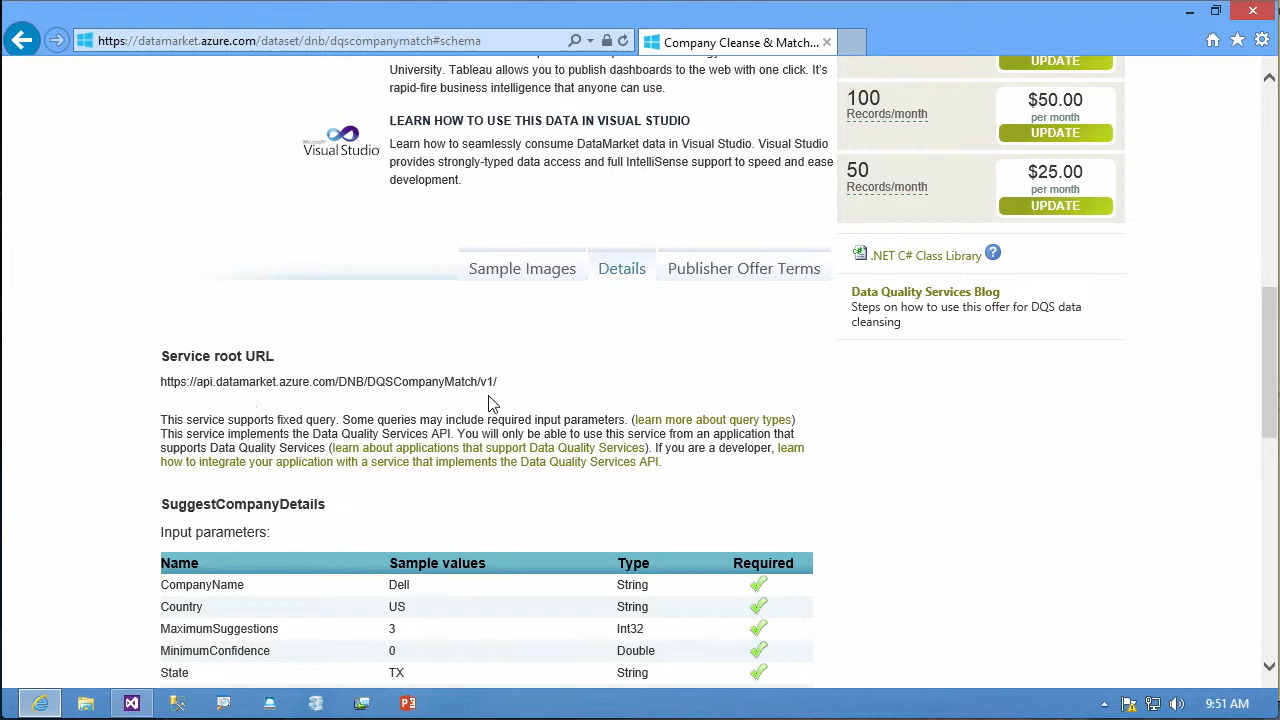 https://datamarket.azure.com/dataset/dnb/dqscompanymatch#schema
Company Cleanse & Match...
University. Tableau allows you to publish dashboards to the web with one click. It's
rapid-fire business intelligence that anyone can use.
LEARN HOW TO USE THIS DATA IN VISUAL STUDIO
Visual Studio
Learn how to seamlessly consume DataMarket data in Visual Studio. Visual Studio
provides strongly-typed data access and full IntelliSense support to speed and ease
development.
UPDATE
100
Records/month
$50.00
per month
UPDATE
50
Records/month
$25.00
per month
UPDATE
.NET C# Class Library
Data Quality Services Blog
Steps on how to use this offer for DQS data
cleansing
Sample Images
Details
Publisher Offer Terms
Service root URL
https://api.datamarket.azure.com/DNB/DQSCompanyMatch/v1/
This service supports fixed query. Some queries may include required input parameters. (learn more about query types)
This service implements the Data Quality Services API. You will only be able to use this service from an application that
supports Data Quality Services (learn about applications that support Data Quality Services). If you are a developer, learn
how to integrate your application with a service that implements the Data Quality Services API.
SuggestCompanyDetails
Input parameters:
Name Sample values Type Required
CompanyName Dell String
Country US String
MaximumSuggestions 3 Int32
MinimumConfidence 0 Double
State TX String
9:51 AM